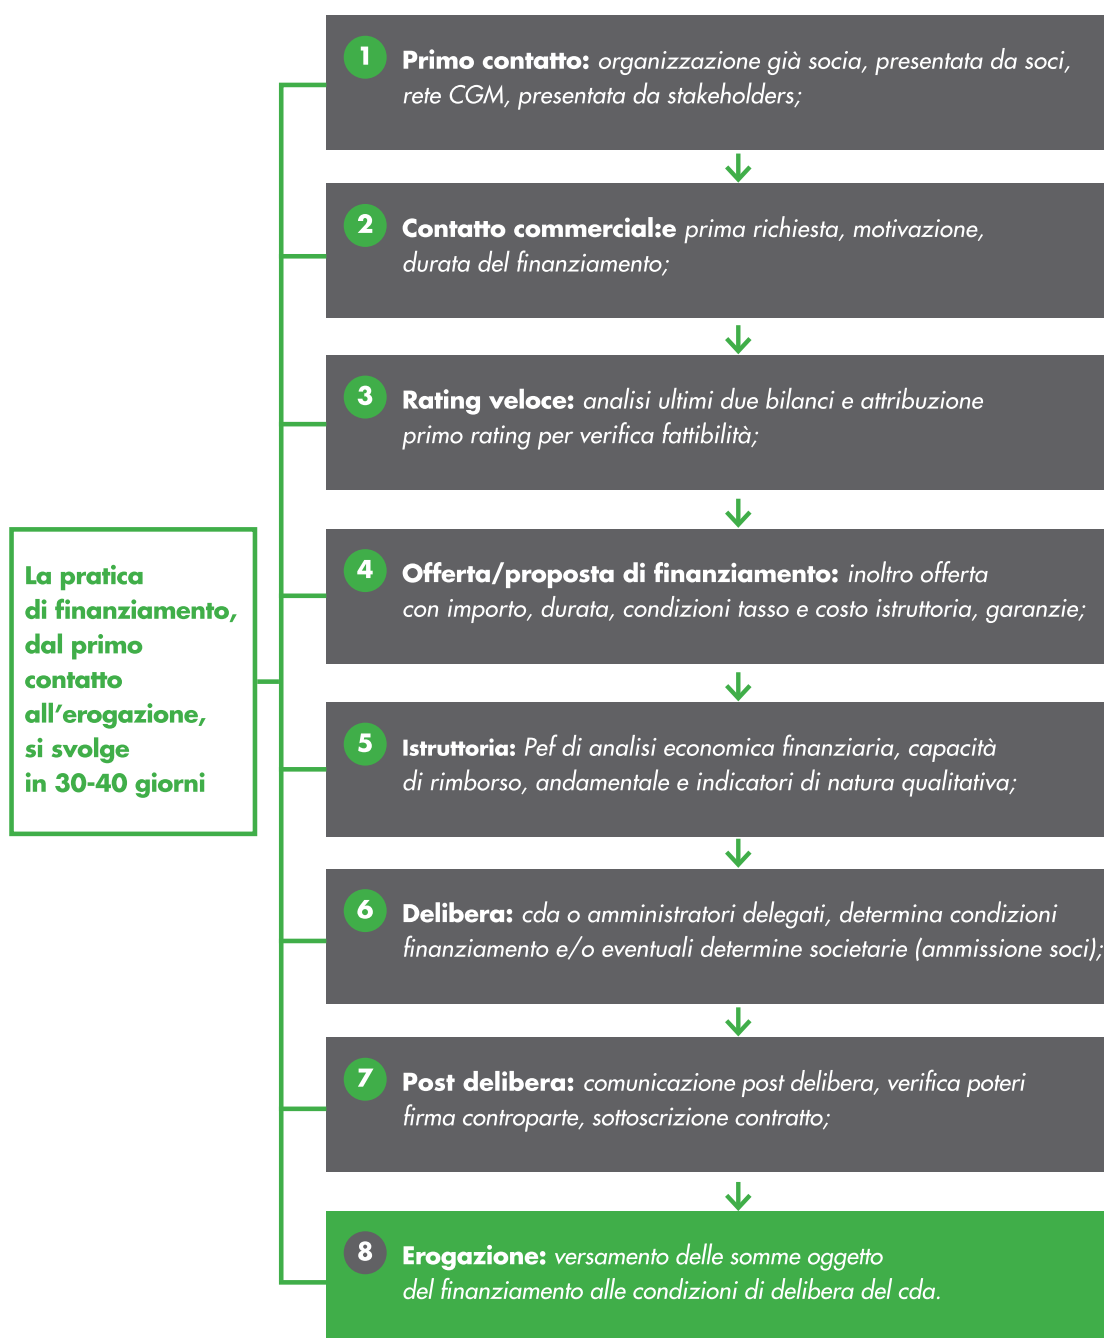 1
Primo contatto: organizzazione già socia, presentata da soci,
rete CGM, presentata da stakeholders;
2
Contatto commercial:e prima richiesta, motivazione,
durata del finanziamento;
3
Rating veloce: analisi ultimi due bilanci e attribuzione
primo rating per verifica fattibilità;
La pratica
di finanziamento,
dal primo
contatto
all'erogazione,
si svolge
in 30-40 giorni
4
Offerta/proposta di finanziamento: inoltro offerta
con importo, durata, condizioni tasso e costo istruttoria, garanzie;
5
Istruttoria: Pef di analisi economica finanziaria, capacità
di rimborso, andamentale e indicatori di natura qualitativa;
6
Delibera: cda o amministratori delegati, determina condizioni
finanziamento e/o eventuali determine societarie (ammissione soci);
7
Post delibera: comunicazione post delibera, verifica poteri
firma controparte, sottoscrizione contratto;
8
Erogazione: versamento delle somme oggetto
del finanziamento alle condizioni di delibera del cda.